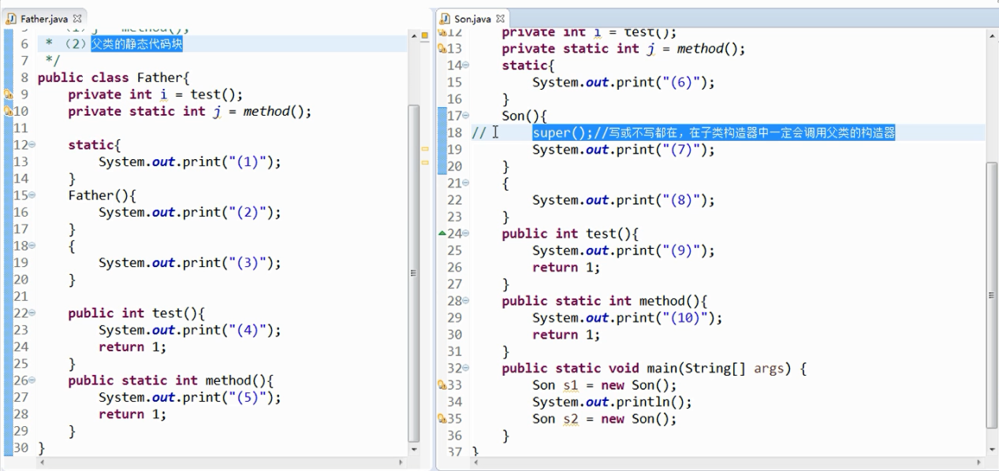 Father.java
6  * （2）父类的静态代码块
7  */
8 public class Father{
9     private int i = test();
10     private static int j = method();
11
12     static{
13         System.out.print("(1)");
14     }
15     Father(){
16         System.out.print("(2)");
17     }
18     {
19         System.out.print("(3)");
20     }
21
22     public int test(){
23         System.out.print("(4)");
24         return 1;
25     }
26     public static int method(){
27         System.out.print("(5)");
28         return 1;
29     }
30 }
Son.java
12     private int i = test();
13     private static int j = method();
14     static{
15         System.out.print("(6)");
16     }
17     Son(){
18 //      super();//写或不写都在，在子类构造器中一定会调用父类的构造器
19         System.out.print("(7)");
20     }
21     {
22         System.out.print("(8)");
23     }
24     public int test(){
25         System.out.print("(9)");
26         return 1;
27     }
28     public static int method(){
29         System.out.print("(10)");
30         return 1;
31     }
32     public static void main(String[] args) {
33         Son s1 = new Son();
34         System.out.println();
35         Son s2 = new Son();
36     }
37 }